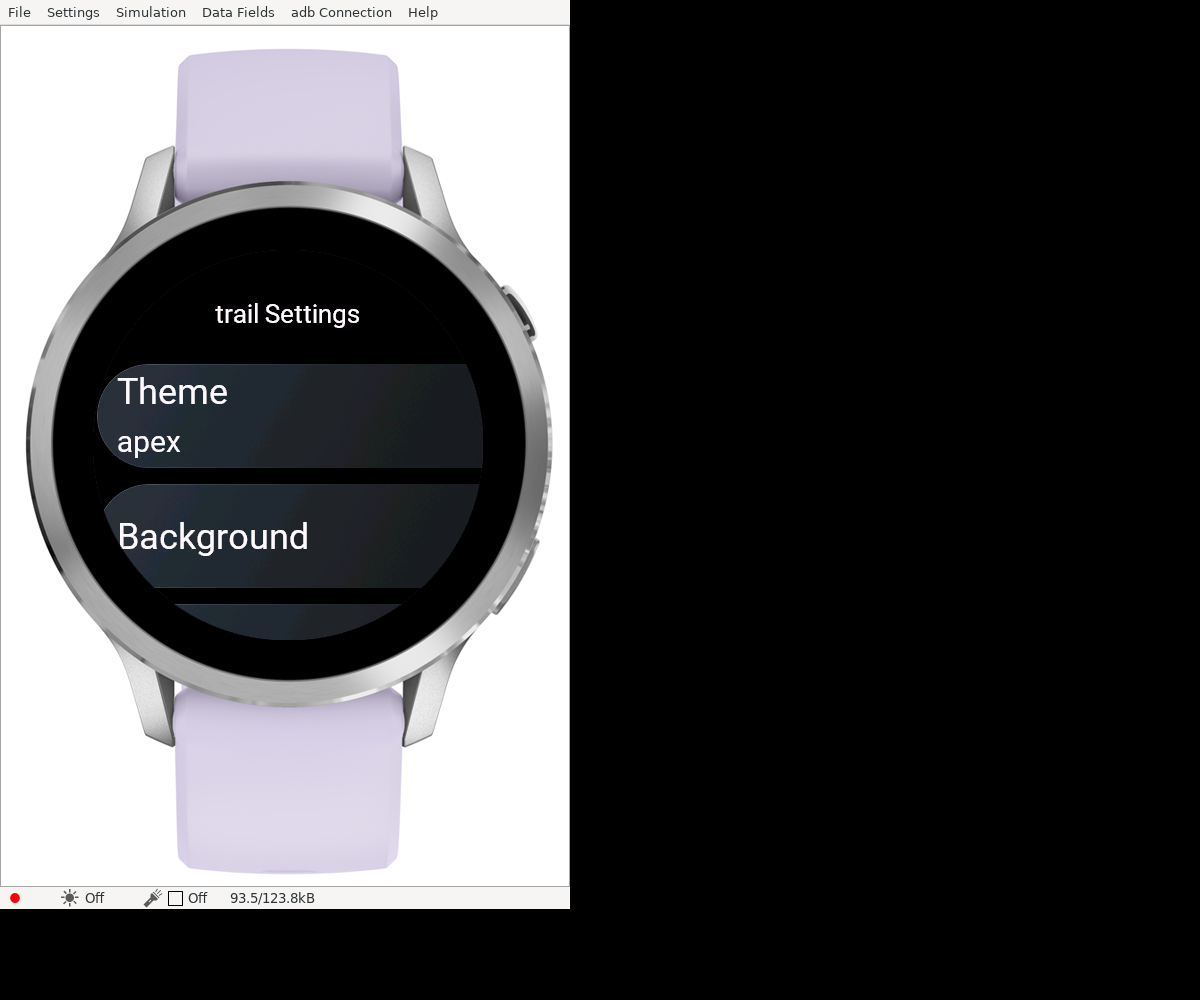 File Settings Simulation Data Fields adb Connection Help
trail Settings
Theme
apex
Background
Off Off 93.5/123.8kB